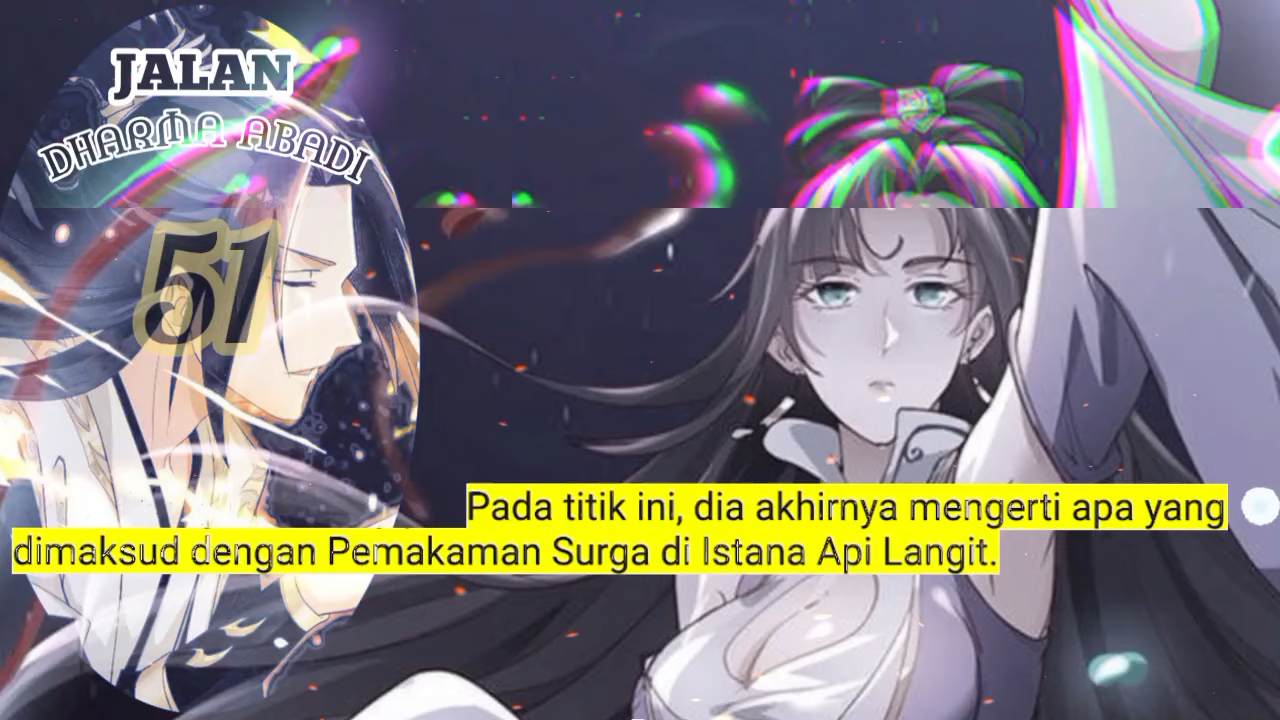 JALAN
DHARMA ABADI
51
Pada titik ini, dia akhirnya mengerti apa yang
dimaksud dengan Pemakaman Surga di Istana Api Langit.